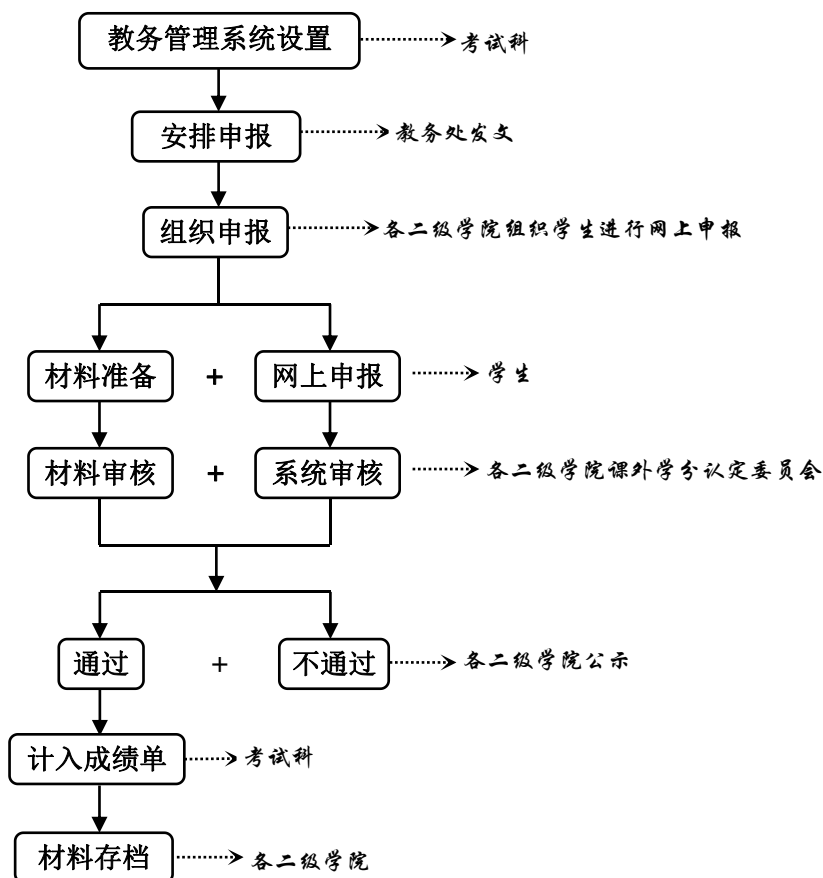 教务管理系统设置 考试科
安排申报 教务处发文
组织申报 各二级学院组织学生进行网上申报
材料准备 + 网上申报 学生
材料审核 + 系统审核 各二级学院课外学分认定委员会
通过 + 不通过 各二级学院公示
计入成绩单 考试科
材料存档 各二级学院